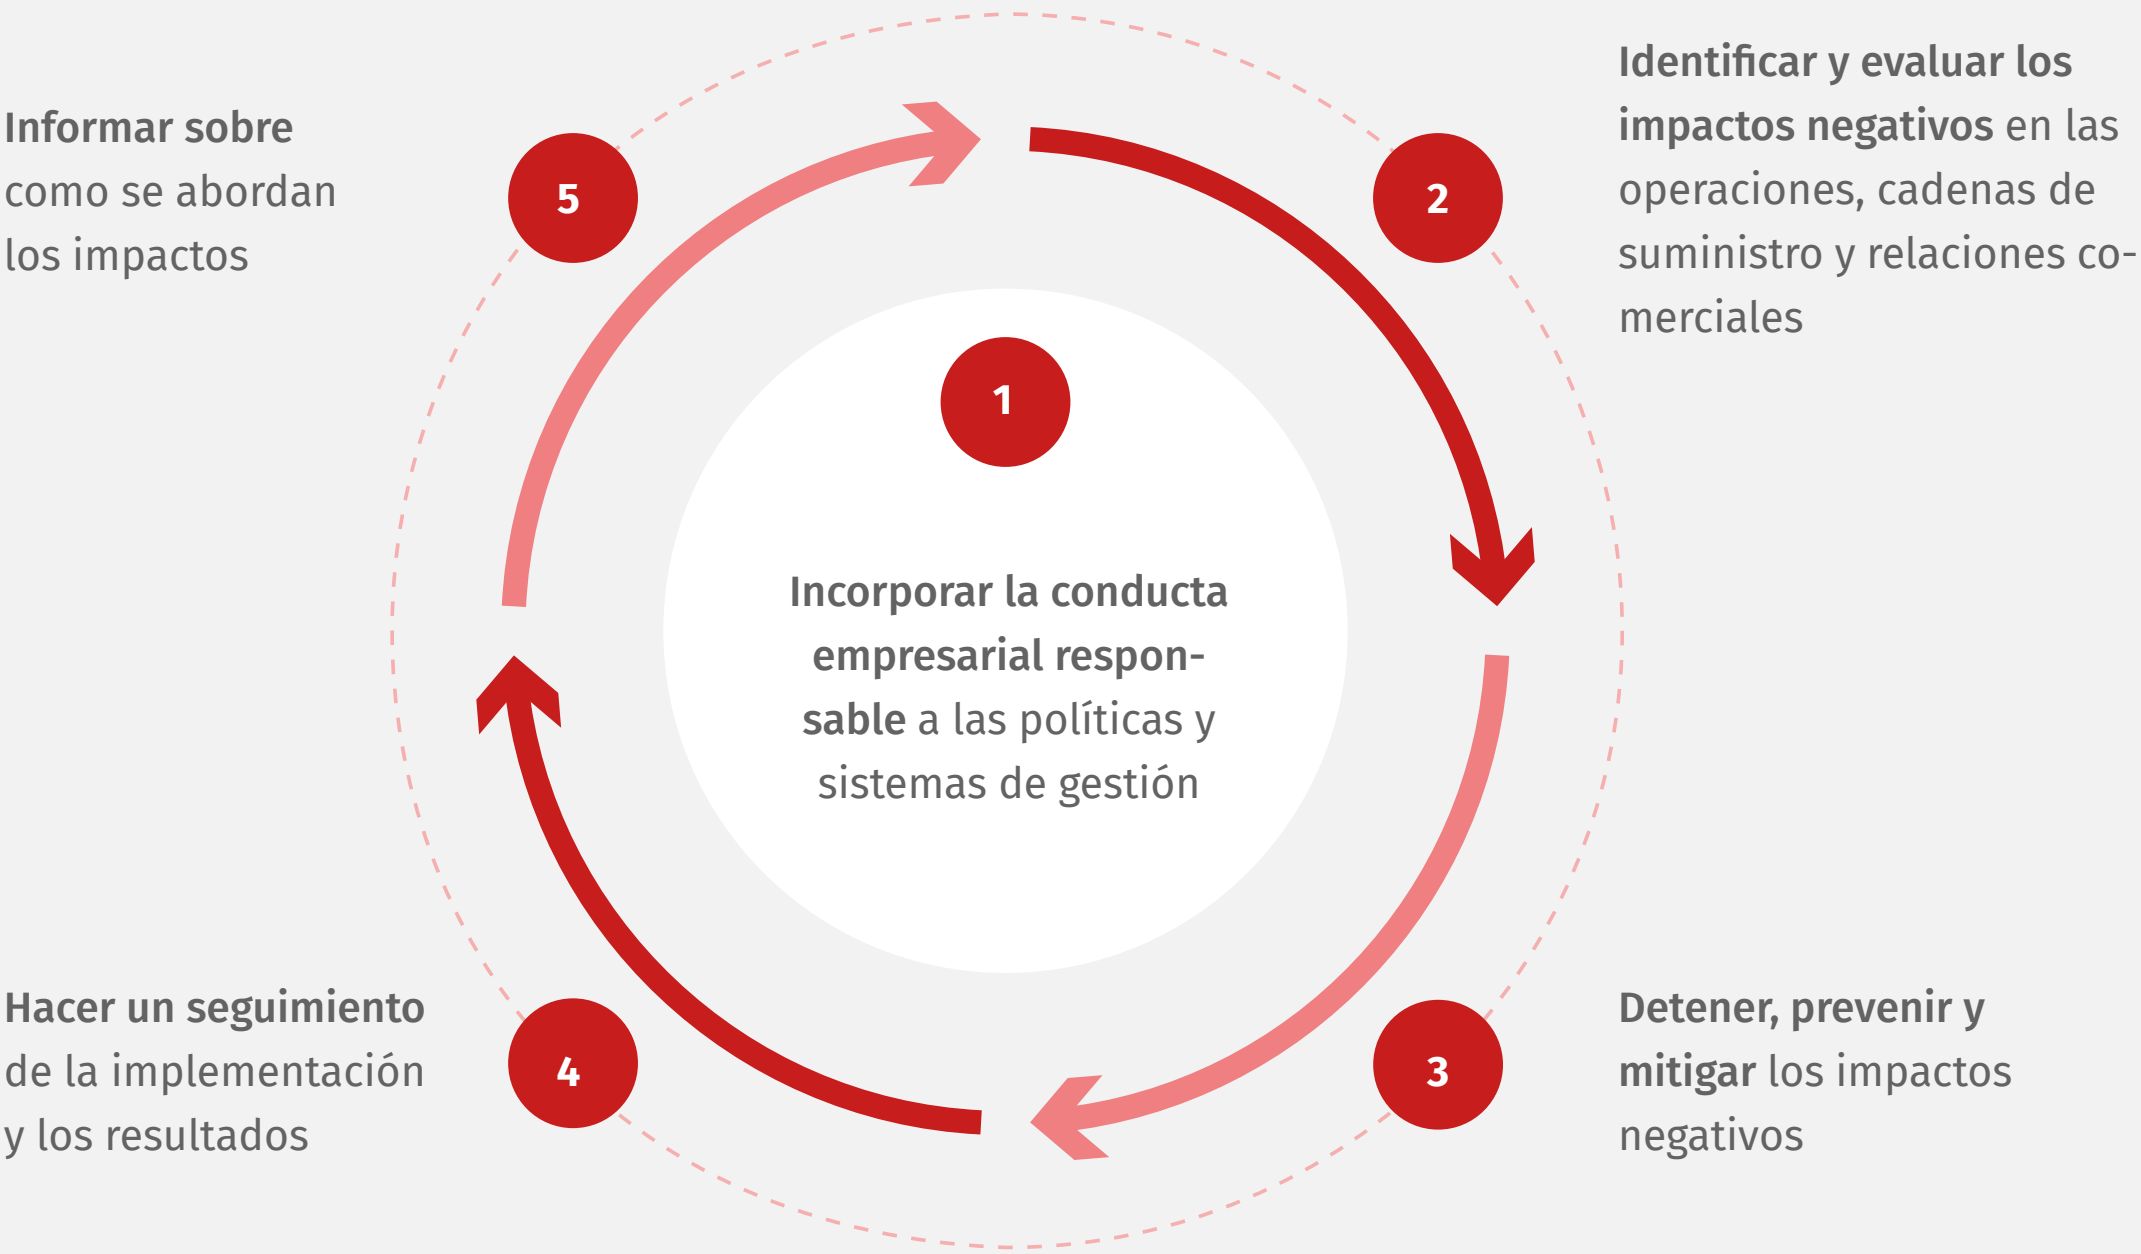 1
Incorporar la conducta
empresarial respon-
sable a las políticas y
sistemas de gestión
2
Identificar y evaluar los
impactos negativos en las
operaciones, cadenas de
suministro y relaciones co-
merciales
3
Detener, prevenir y
mitigar los impactos
negativos
4
Hacer un seguimiento
de la implementación
y los resultados
5
Informar sobre
como se abordan
los impactos